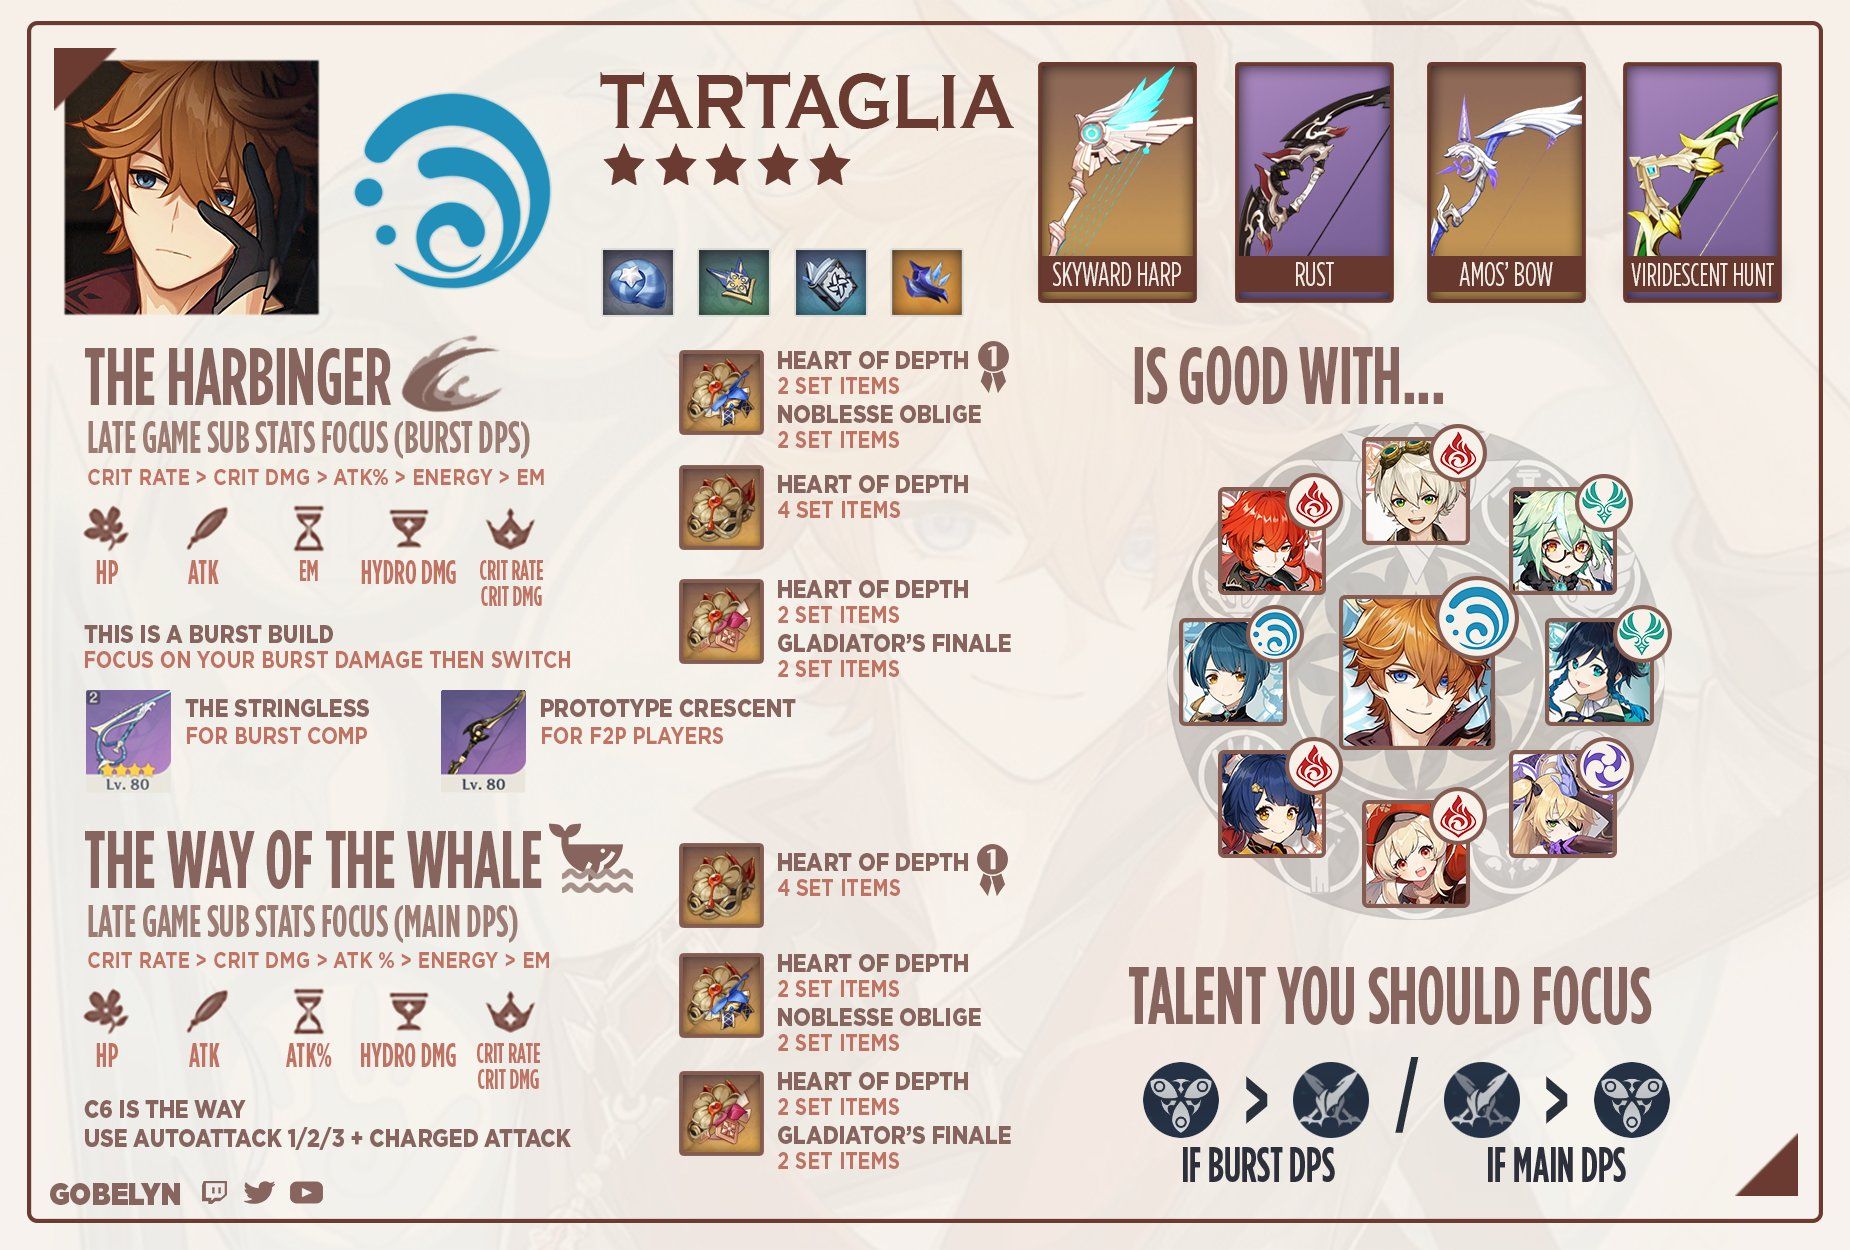 TARTAGLIA
SKYWARD HARP
RUST
AMOS' BOW
VIRIDESCENT HUNT
THE HARBINGER
LATE GAME SUB STATS FOCUS (BURST DPS)
CRIT RATE > CRIT DMG > ATK% > ENERGY > EM
HP
ATK
EM
HYDRO DMG
CRIT RATE
CRIT DMG
THIS IS A BURST BUILD
FOCUS ON YOUR BURST DAMAGE THEN SWITCH
2
Lv. 80
THE STRINGLESS
FOR BURST COMP
Lv. 80
PROTOTYPE CRESCENT
FOR F2P PLAYERS
HEART OF DEPTH 1
2 SET ITEMS
NOBLESSE OBLIGE
2 SET ITEMS
HEART OF DEPTH
4 SET ITEMS
HEART OF DEPTH
2 SET ITEMS
GLADIATOR'S FINALE
2 SET ITEMS
THE WAY OF THE WHALE
LATE GAME SUB STATS FOCUS (MAIN DPS)
CRIT RATE > CRIT DMG > ATK % > ENERGY > EM
HP
ATK
ATK%
HYDRO DMG
CRIT RATE
CRIT DMG
C6 IS THE WAY
USE AUTOATTACK 1/2/3 + CHARGED ATTACK
HEART OF DEPTH 1
4 SET ITEMS
HEART OF DEPTH
2 SET ITEMS
NOBLESSE OBLIGE
2 SET ITEMS
HEART OF DEPTH
2 SET ITEMS
GLADIATOR'S FINALE
2 SET ITEMS
IS GOOD WITH...
TALENT YOU SHOULD FOCUS
> / >
IF BURST DPS
IF MAIN DPS
GOBELYN